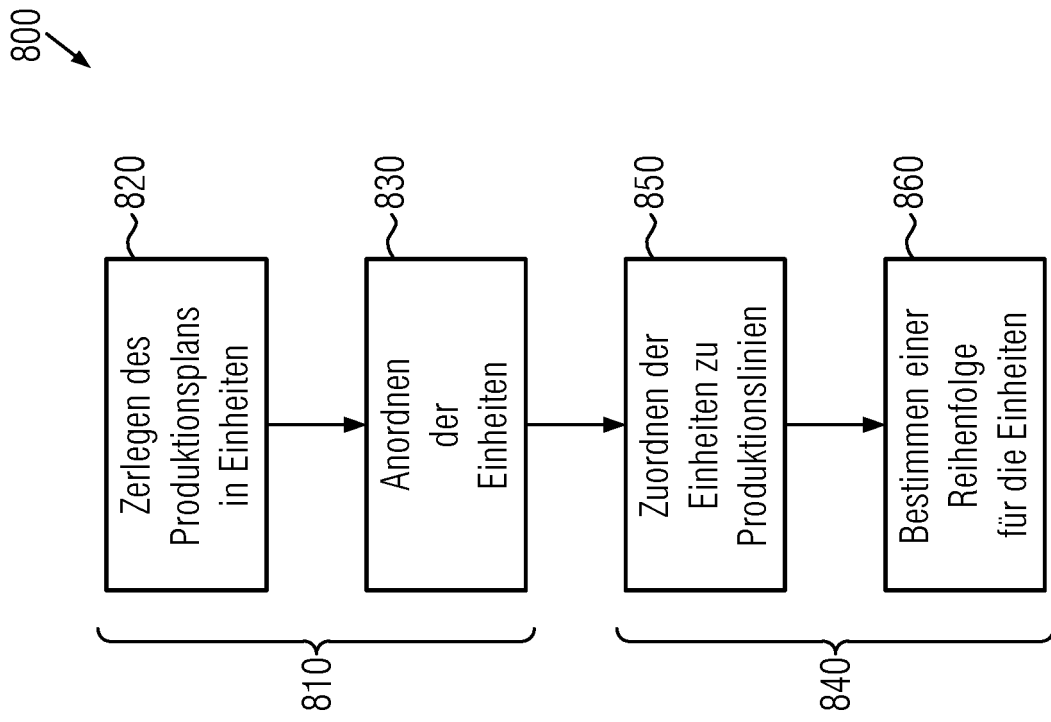 800
820
Zerlegen des
Produktionsplans
in Einheiten
830
Anordnen
der
Einheiten
810
850
Zuordnen der
Einheiten zu
Produktionslinien
860
Bestimmen einer
Reihenfolge
für die Einheiten
840